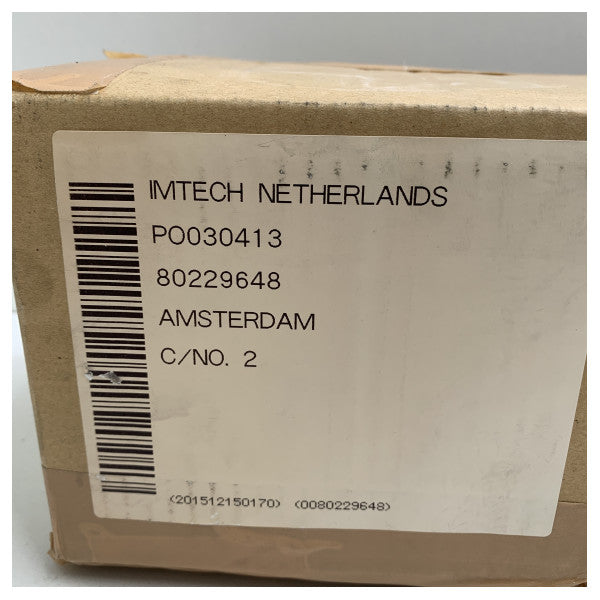 IMTECH NETHERLANDS
PO030413
80229648
AMSTERDAM
C/NO. 2
(201512150170) (0080229648)